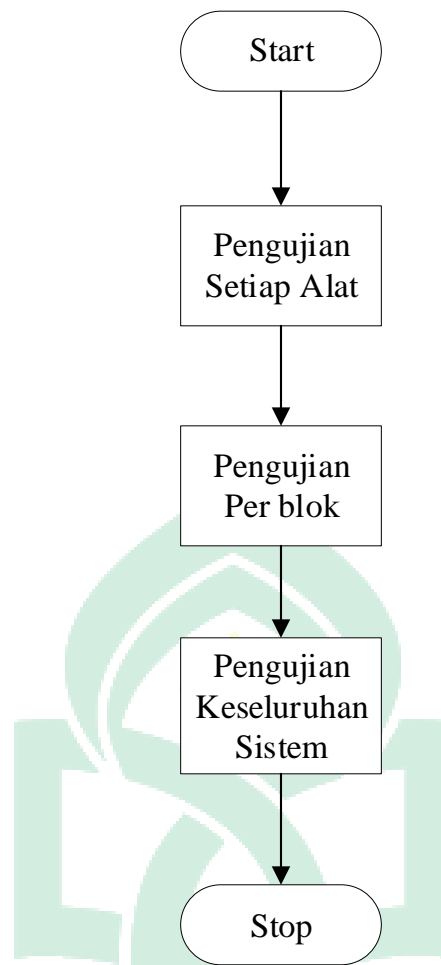 Start
Pengujian
Setiap Alat
Pengujian
Per blok
Pengujian
Keseluruhan
Sistem
Stop